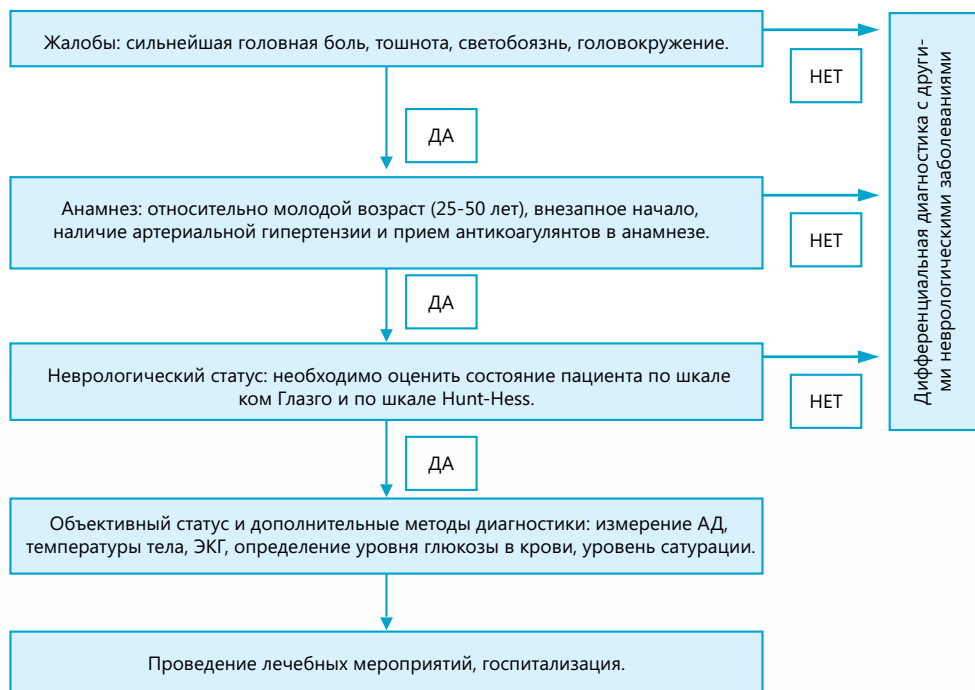 Жалобы: сильнейшая головная боль, тошнота, светобоязнь, головокружение.
НЕТ
ДА
Анамнез: относительно молодой возраст (25-50 лет), внезапное начало,
наличие артериальной гипертензии и прием антикоагулянтов в анамнезе.
НЕТ
ДА
Неврологический статус: необходимо оценить состояние пациента по шкале
ком Глазго и по шкале Hunt-Hess.
НЕТ
ДА
Объективный статус и дополнительные методы диагностики: измерение АД,
температуры тела, ЭКГ, определение уровня глюкозы в крови, уровень сатурации.
Проведение лечебных мероприятий, госпитализация.
Дифференциальная диагностика с други-
ми неврологическими заболеваниями